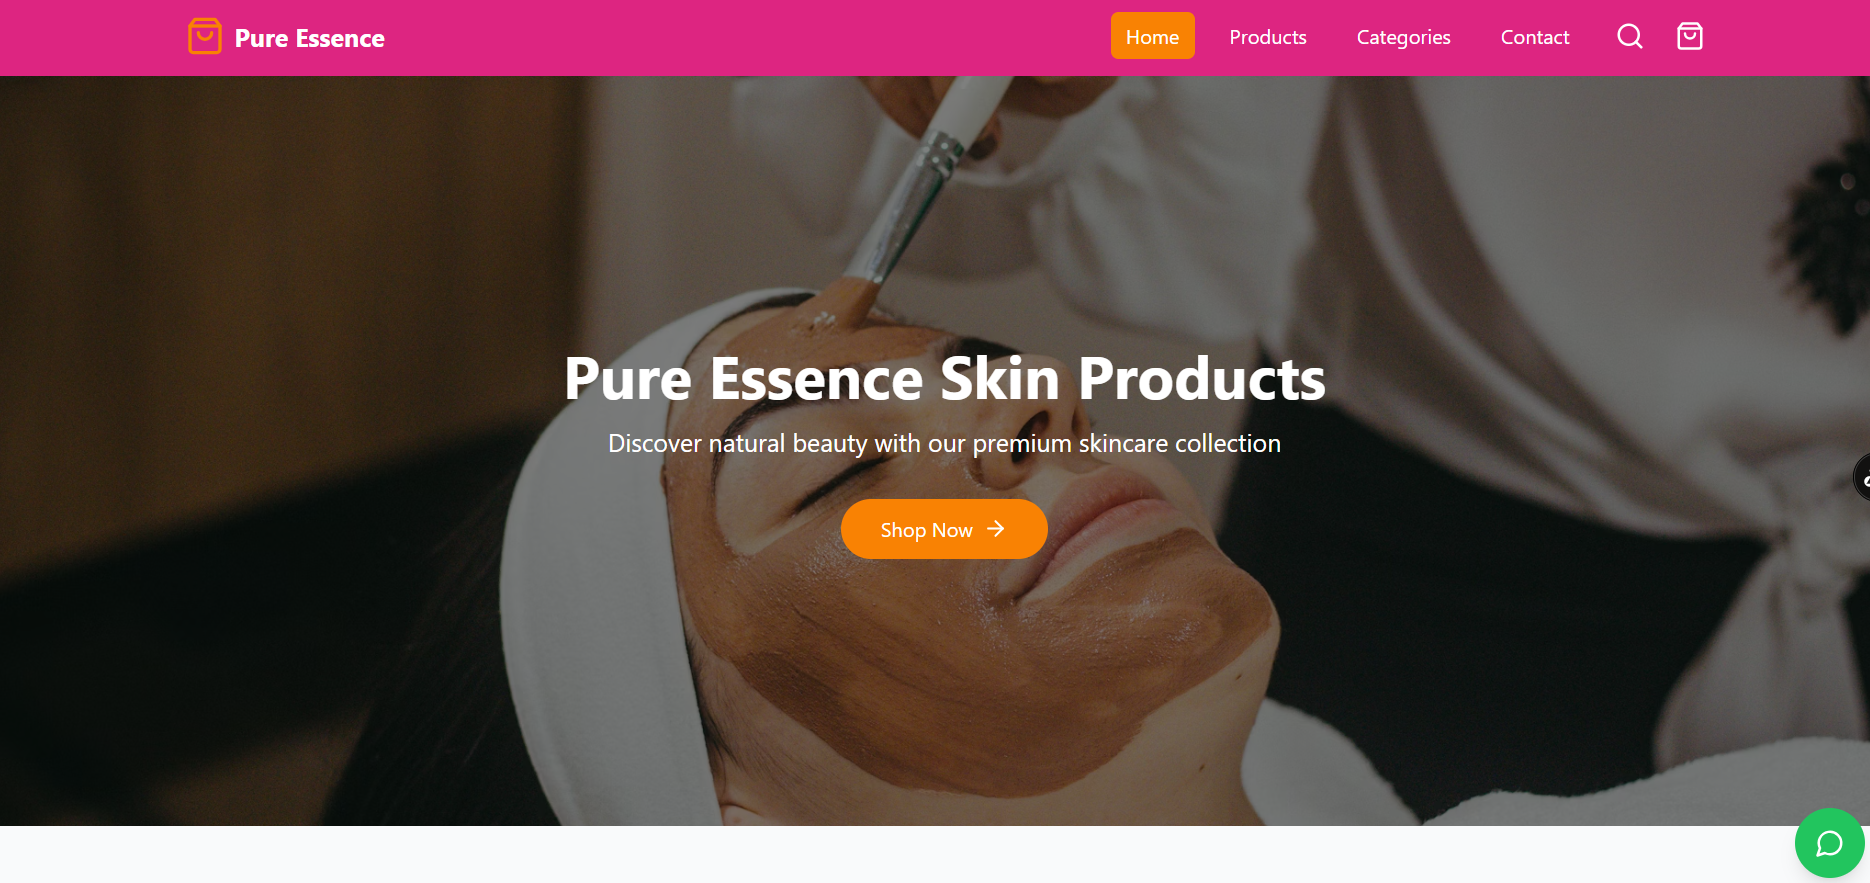 Pure Essence
Home
Products
Categories
Contact
Pure Essence Skin Products
Discover natural beauty with our premium skincare collection
Shop Now